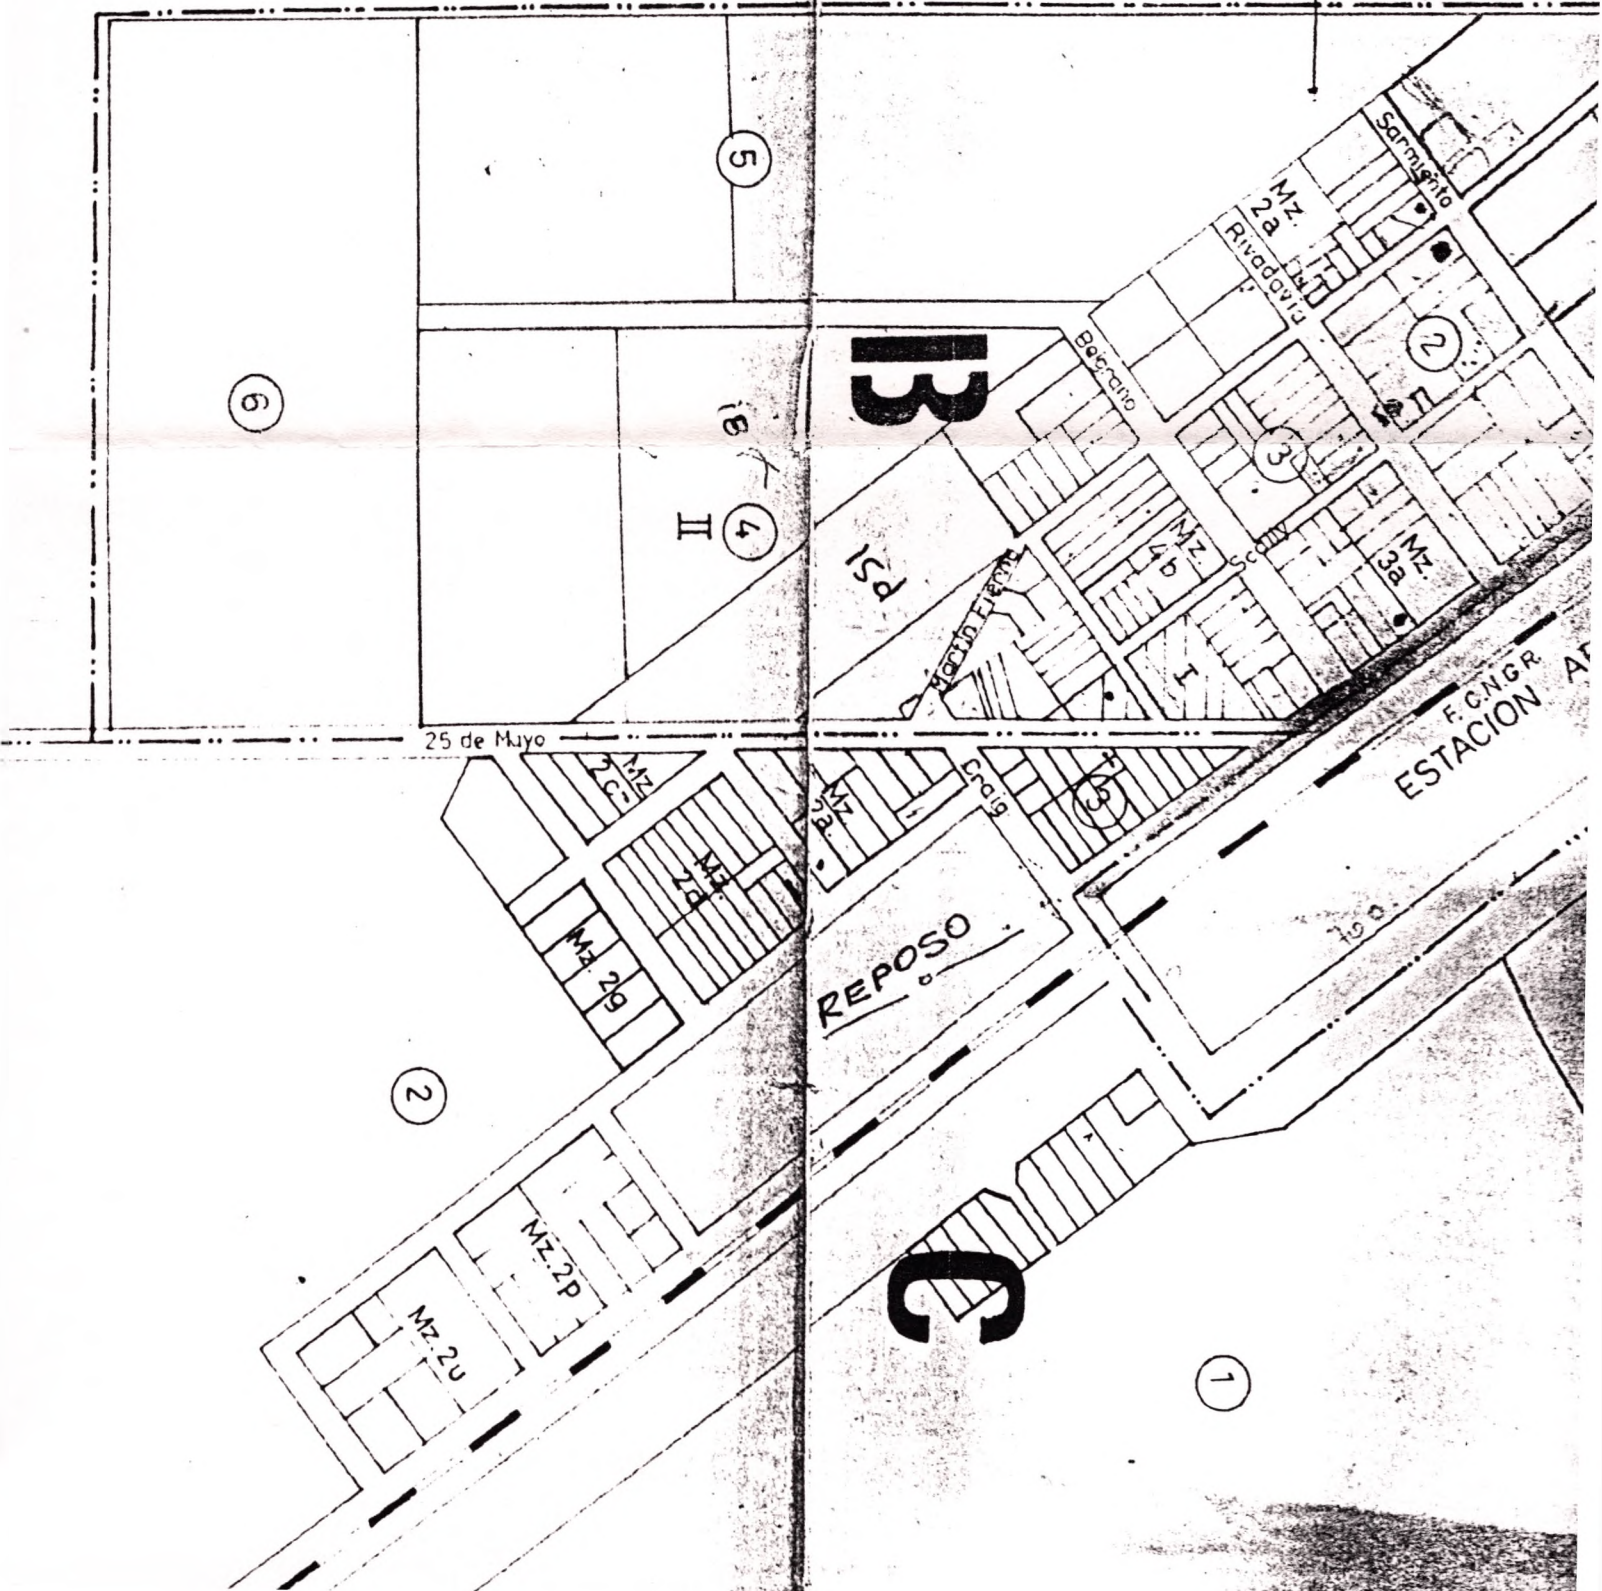 5
Sarmiento
Mz.
2a
Rivadavia
2
Belgrano
B
6
3
II
4
Mz
4b
Scally
Mz.
3a
Martin Fierro
I
F.C.N.G.R.
ESTACION
25 de Mayo
Mz
2c
Mz.
2a.
Craig
3
Mz.
2d
Mz. 2g
REPOSO
2
Mz. 2p
Mz. 2u
C
1